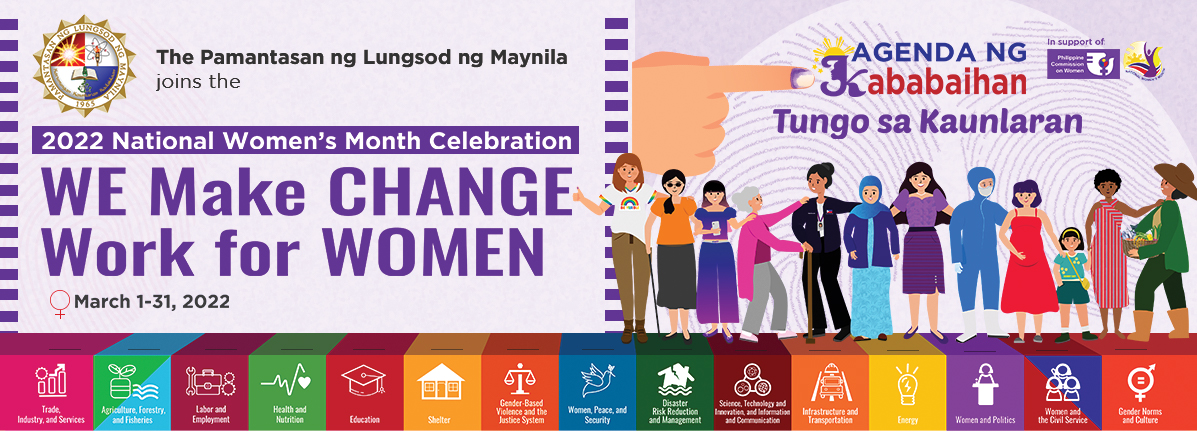 PAMANTASAN NG LUNGSOD NG MAYNILA
1965
The Pamantasan ng Lungsod ng Maynila
joins the
2022 National Women's Month Celebration
WE Make CHANGE
Work for WOMEN
March 1-31, 2022
AGENDA NG
Kababaihan
Tungo sa Kaunlaran
In support of
Philippine
Commission
on Women
Trade,
Industry, and Services
Agriculture, Forestry,
and Fisheries
Labor and
Employment
Health and
Nutrition
Education
Shelter
Gender-Based
Violence and the
Justice System
Women, Peace, and
Security
Disaster
Risk Reduction
and Management
Science, Technology and
Innovation, and Information
and Communication
Infrastructure and
Transportation
Energy
Women and Politics
Women and
the Civil Service
Gender Norms
and Culture